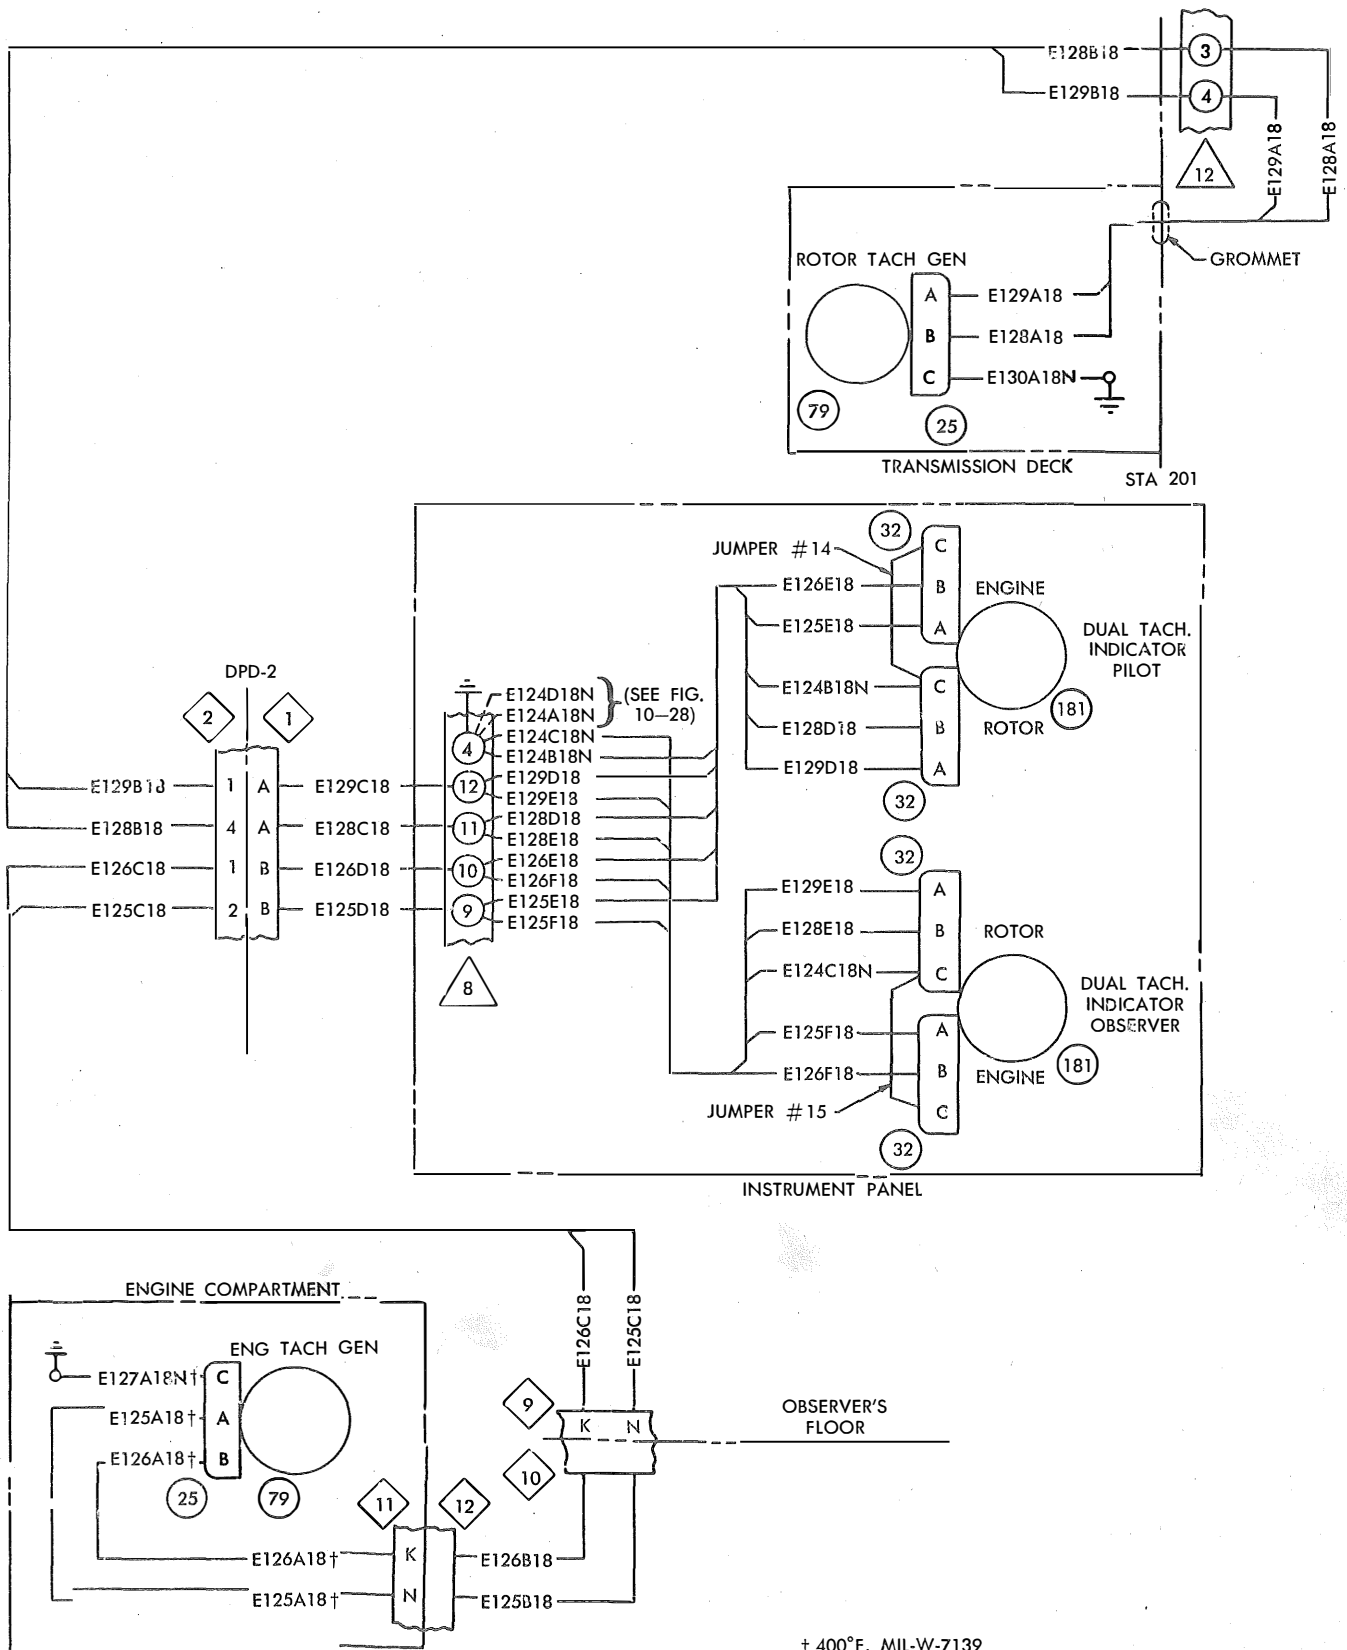 E128B18
3
E129B18
4
E129A18
E128A18
12
GROMMET
ROTOR TACH GEN
A
E129A18
B
E128A18
C
E130A18N
79
25
TRANSMISSION DECK
STA 201
32
JUMPER #14
C
E126E18
B
ENGINE
E125E18
A
DUAL TACH.
INDICATOR
PILOT
E124B18N
C
181
E128D18
B
ROTOR
E129D18
A
32
DPD-2
2
1
E124D18N
E124A18N
(SEE FIG.
10—28)
E124C18N
4
E124B18N
E129D18
E129B18
1
A
E129C18
12
E129E18
E128D18
E128B18
4
A
E128C18
11
E128E18
E126E18
E126C18
1
B
E126D18
10
E126F18
E125E18
E125C18
2
B
E125D18
9
E125F18
8
32
E129E18
A
E128E18
B
ROTOR
E124C18N
C
DUAL TACH.
INDICATOR
OBSERVER
E125F18
A
E126F18
B
ENGINE
181
JUMPER #15
C
32
INSTRUMENT PANEL
ENGINE COMPARTMENT
E126C18
E125C18
ENG TACH GEN
E127A18N†
C
E125A18†
A
E126A18†
B
25
79
9
K
N
OBSERVER'S
FLOOR
10
11
12
E126A18†
K
E126B18
E125A18†
N
E125B18
† 400°F. MIL-W-7139